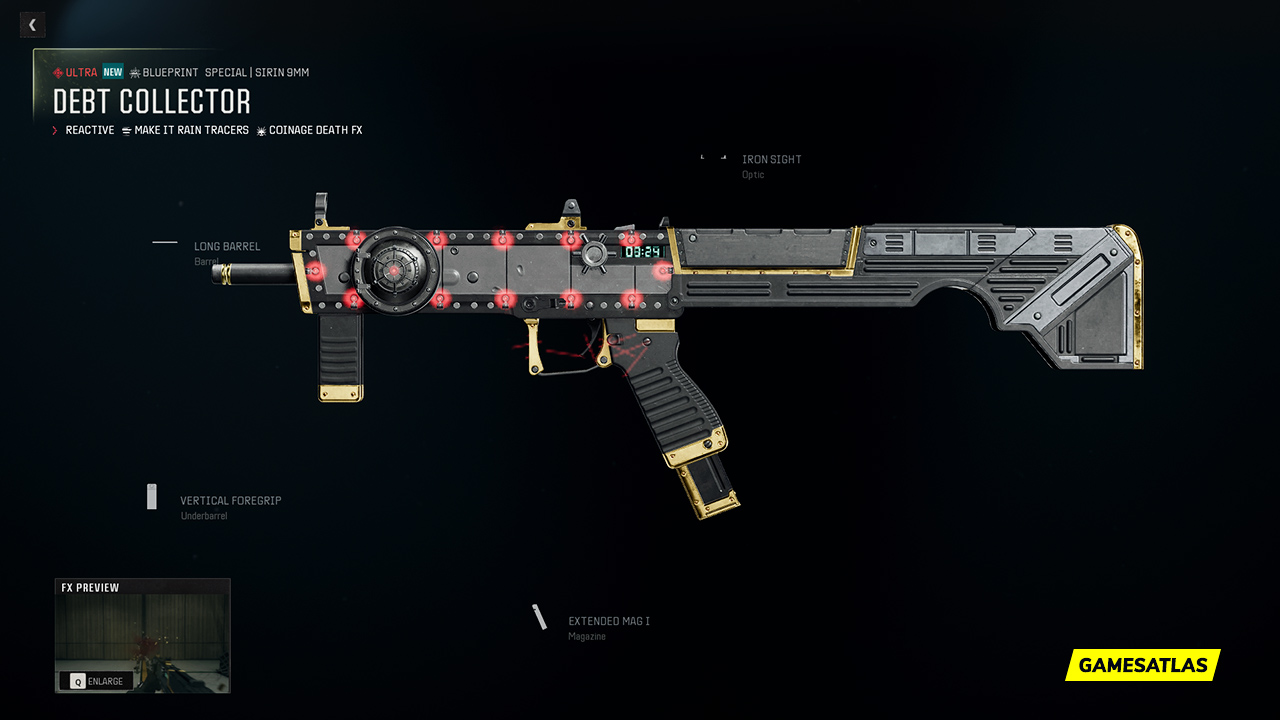 ULTRA NEW BLUEPRINT SPECIAL | SIRIN 9MM
DEBT COLLECTOR
REACTIVE MAKE IT RAIN TRACERS COINAGE DEATH FX
IRON SIGHT
Optic
LONG BARREL
Barrel
03:24
VERTICAL FOREGRIP
Underbarrel
FX PREVIEW
Q ENLARGE
EXTENDED MAG I
Magazine
GAMESATLAS